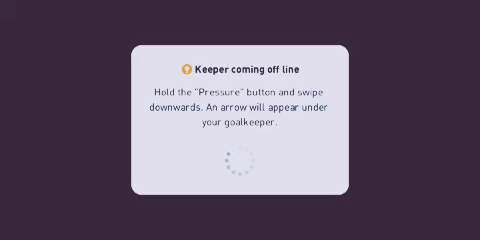 Keeper coming off line
Hold the "Pressure" button and swipe
downwards. An arrow will appear under
your goalkeeper.